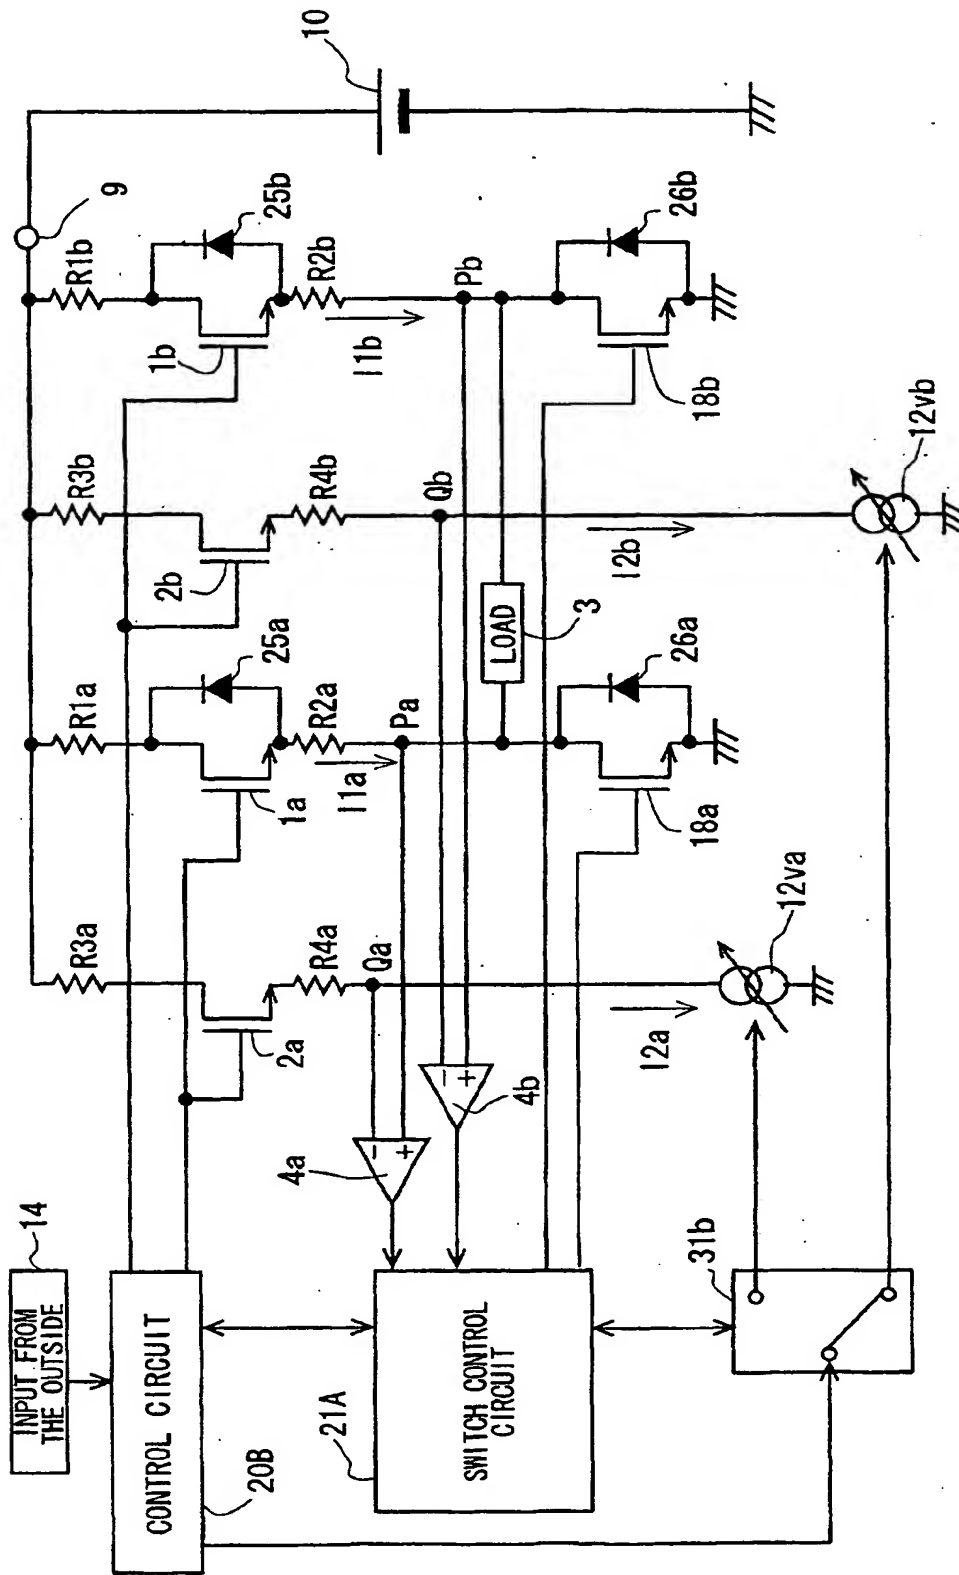 10
9
R1b
25b
R2b
1b
I1b
Pb
26b
18b
R3b
2b
R4b
Qb
I2b
12vb
R1a
25a
R2a
1a
I1a
Pa
LOAD
3
26a
18a
R3a
2a
R4a
Qa
I2a
12va
4a
-
+
4b
-
+
14
INPUT FROM
THE OUTSIDE
CONTROL CIRCUIT
20B
21A
SWITCH CONTROL
CIRCUIT
31b